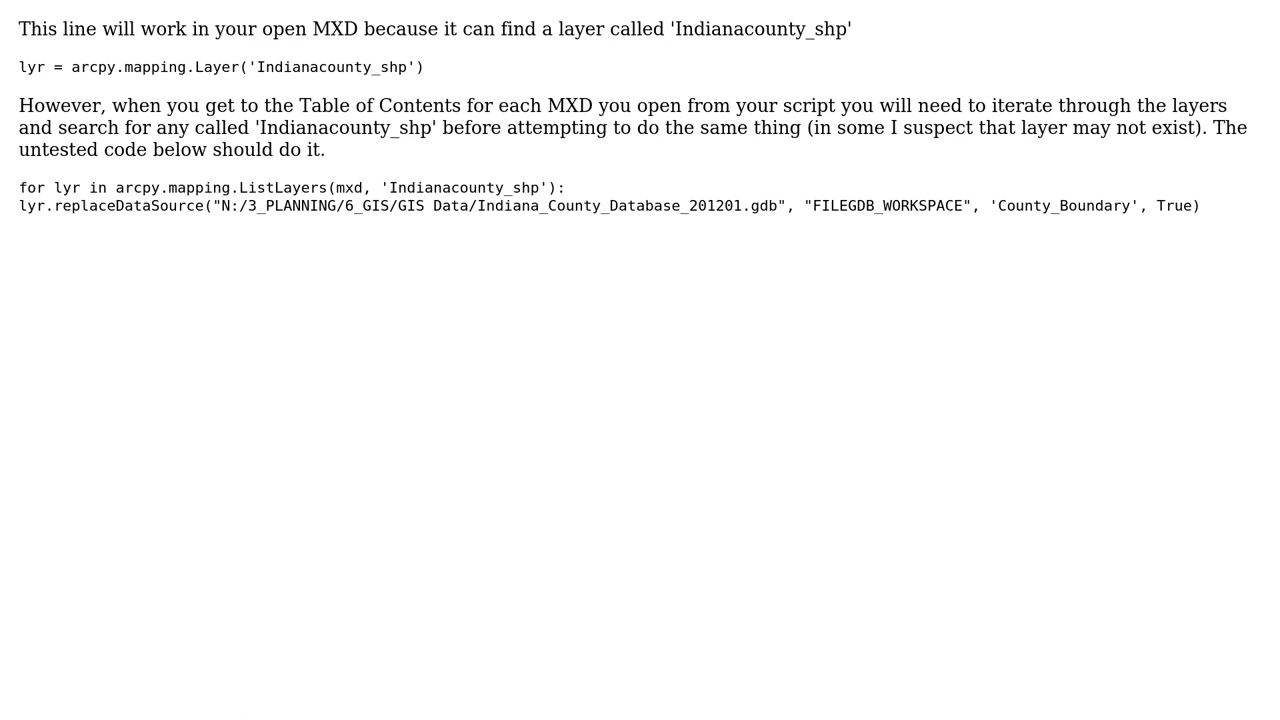 This line will work in your open MXD because it can find a layer called 'Indianacounty_shp'
lyr = arcpy.mapping.Layer('Indianacounty_shp')
However, when you get to the Table of Contents for each MXD you open from your script you will need to iterate through the layers
and search for any called 'Indianacounty_shp' before attempting to do the same thing (in some I suspect that layer may not exist). The
untested code below should do it.
for lyr in arcpy.mapping.ListLayers(mxd, 'Indianacounty_shp'):
lyr.replaceDataSource("N:/3_PLANNING/6_GIS/GIS Data/Indiana_County_Database_201201.gdb", "FILEGDB_WORKSPACE", 'County_Boundary', True)